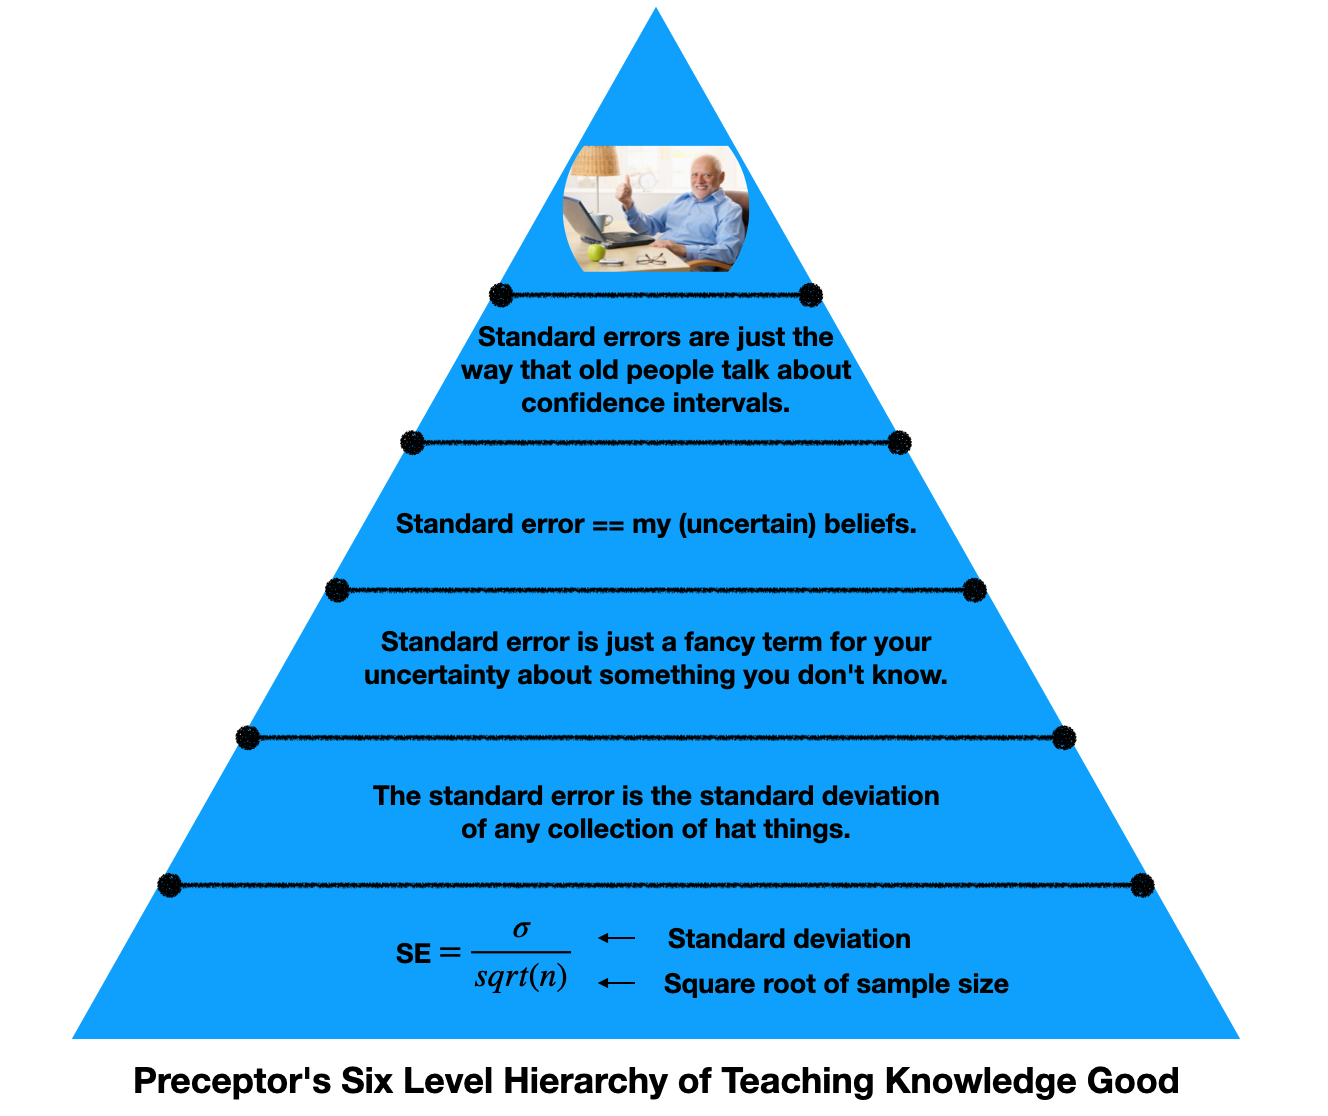 Standard errors are just the
way that old people talk about
confidence intervals.
Standard error == my (uncertain) beliefs.
Standard error is just a fancy term for your
uncertainty about something you don't know.
The standard error is the standard deviation
of any collection of hat things.
SE = σ / sqrt(n)
← Standard deviation
← Square root of sample size
Preceptor's Six Level Hierarchy of Teaching Knowledge Good